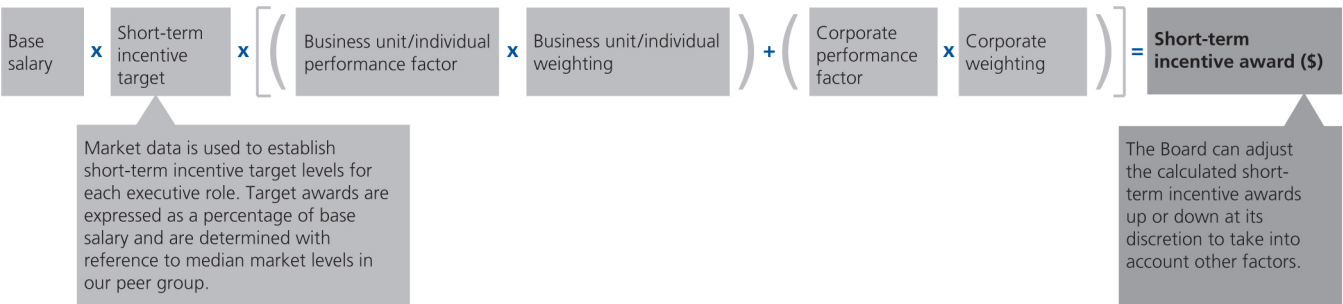 Base salary x Short-term incentive target x [ ( Business unit/individual performance factor x Business unit/individual weighting ) + ( Corporate performance factor x Corporate weighting ) ] = Short-term incentive award ($)
Market data is used to establish
short-term incentive target levels for
each executive role. Target awards are
expressed as a percentage of base
salary and are determined with
reference to median market levels in
our peer group.
The Board can adjust
the calculated short-
term incentive awards
up or down at its
discretion to take into
account other factors.